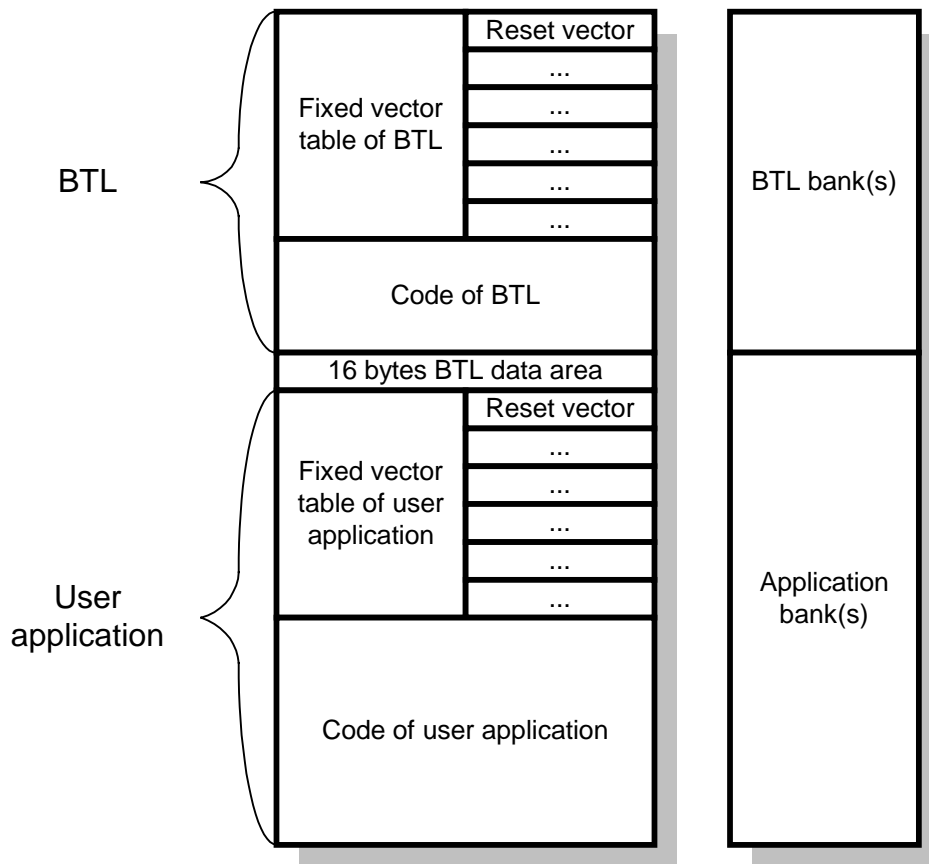 Reset vector
...
...
...
...
...
Fixed vector
table of BTL
BTL
BTL bank(s)
Code of BTL
16 bytes BTL data area
Reset vector
...
...
...
...
...
Fixed vector
table of user
application
User
application
Application
bank(s)
Code of user application